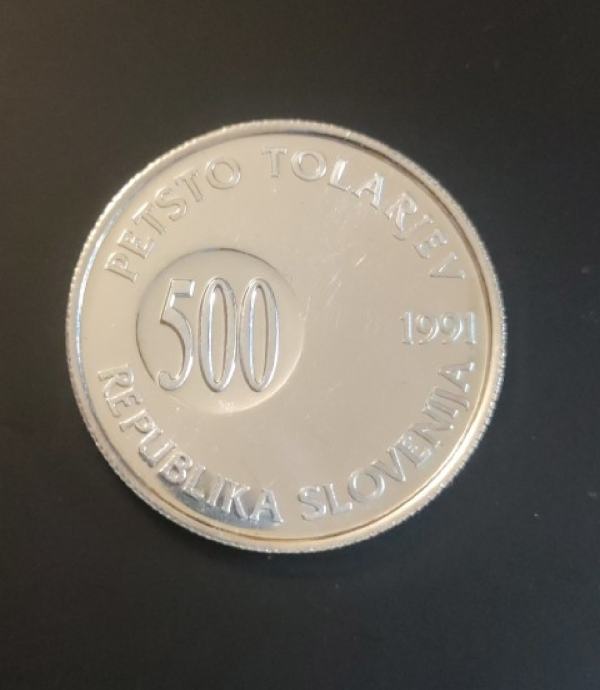 PETSTO TOLARJEV
500
1991
REPUBLIKA SLOVENIJA